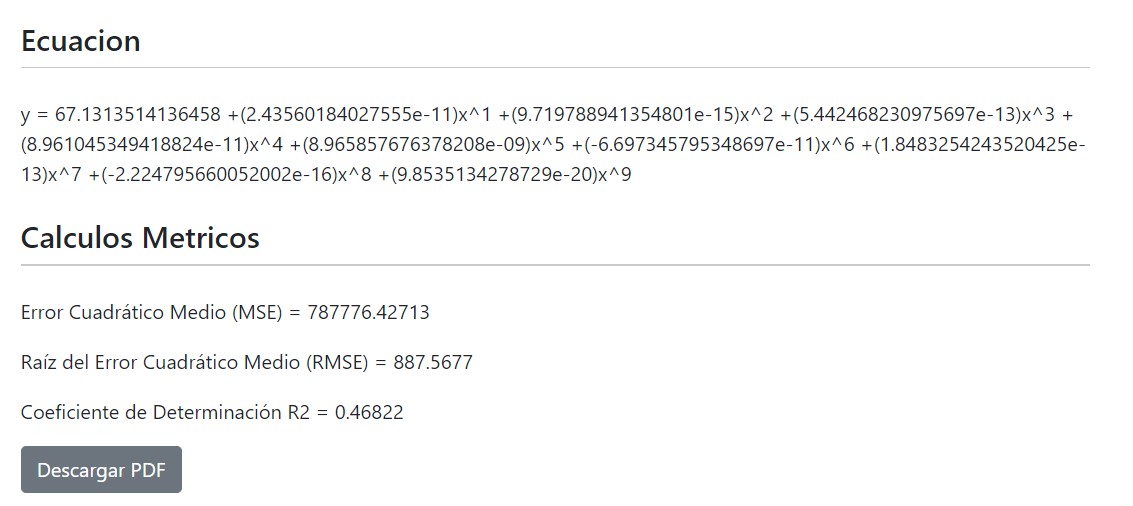 Ecuacion
y = 67.1313514136458 +(2.43560184027555e-11)x^1 +(9.719788941354801e-15)x^2 +(5.442468230975697e-13)x^3 +
(8.961045349418824e-11)x^4 +(8.965857676378208e-09)x^5 +(-6.697345795348697e-11)x^6 +(1.8483254243520425e-
13)x^7 +(-2.224795660052002e-16)x^8 +(9.8535134278729e-20)x^9
Calculos Metricos
Error Cuadrático Medio (MSE) = 787776.42713
Raíz del Error Cuadrático Medio (RMSE) = 887.5677
Coeficiente de Determinación R2 = 0.46822
Descargar PDF